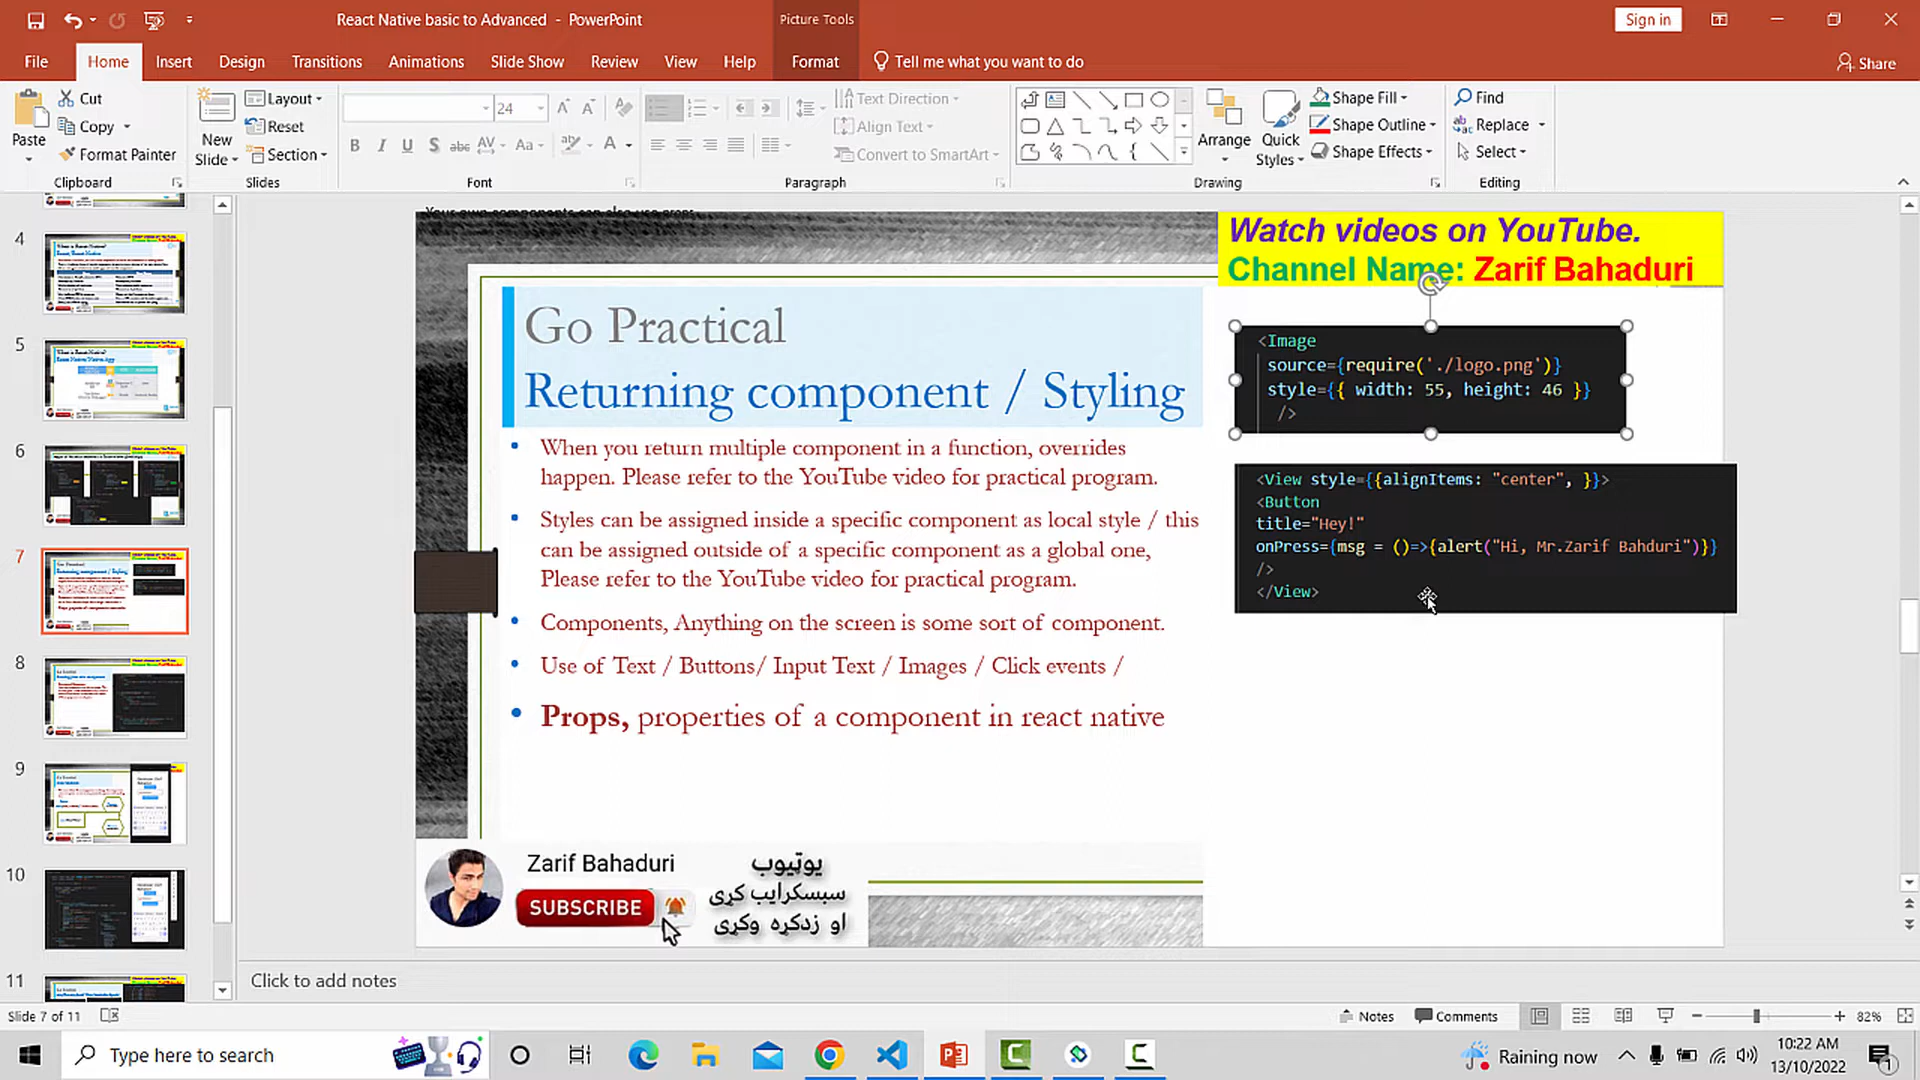 React Native basic to Advanced - PowerPoint
Picture Tools
Sign in
File
Home
Insert
Design
Transitions
Animations
Slide Show
Review
View
Help
Format
Tell me what you want to do
Share
Paste
Cut
Copy
Format Painter
Clipboard
New Slide
Layout
Reset
Section
Slides
24
Font
Text Direction
Align Text
Convert to SmartArt
Paragraph
Arrange
Quick Styles
Shape Fill
Shape Outline
Shape Effects
Drawing
Find
Replace
Select
Editing
4
5
6
7
8
9
10
11
Watch videos on YouTube.
Channel Name: Zarif Bahaduri
Go Practical
Returning component / Styling
• When you return multiple component in a function, overrides
happen. Please refer to the YouTube video for practical program.
• Styles can be assigned inside a specific component as local style / this
can be assigned outside of a specific component as a global one,
Please refer to the YouTube video for practical program.
• Components, Anything on the screen is some sort of component.
• Use of Text / Buttons/ Input Text / Images / Click events /
• Props, properties of a component in react native
<Image
source={require('./logo.png')}
style={{ width: 55, height: 46 }}
/>
<View style={{alignItems: "center", }}>
<Button
title="Hey!"
onPress={msg = ()=>{alert("Hi, Mr.Zarif Bahduri")}}
/>
</View>
Zarif Bahaduri
SUBSCRIBE
یوټیوب
سبسکرایب کړی
او زدکړه وکړی
Click to add notes
Slide 7 of 11
Notes
Comments
82%
Type here to search
Raining now
10:22 AM
13/10/2022
1